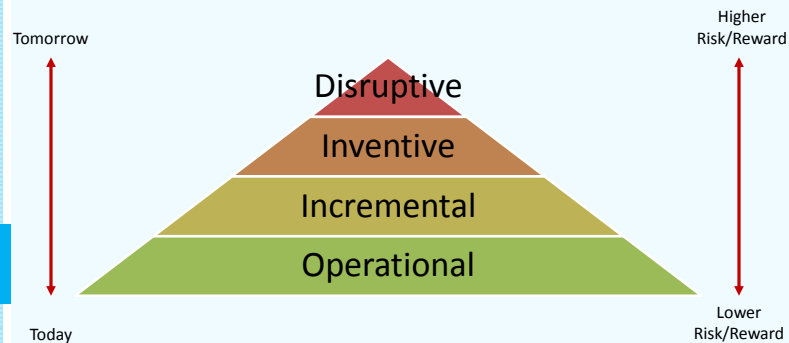 Higher
Risk/Reward
Tomorrow
Disruptive
Inventive
Incremental
Operational
Lower
Risk/Reward
Today